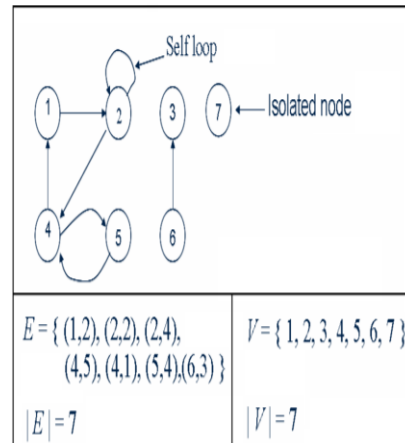 Self loop
1
2
3
7
Isolated node
4
5
6
E = { (1,2), (2,2), (2,4),
(4,5), (4,1), (5,4),(6,3) }
| E | = 7
V = { 1, 2, 3, 4, 5, 6, 7 }
| V | = 7